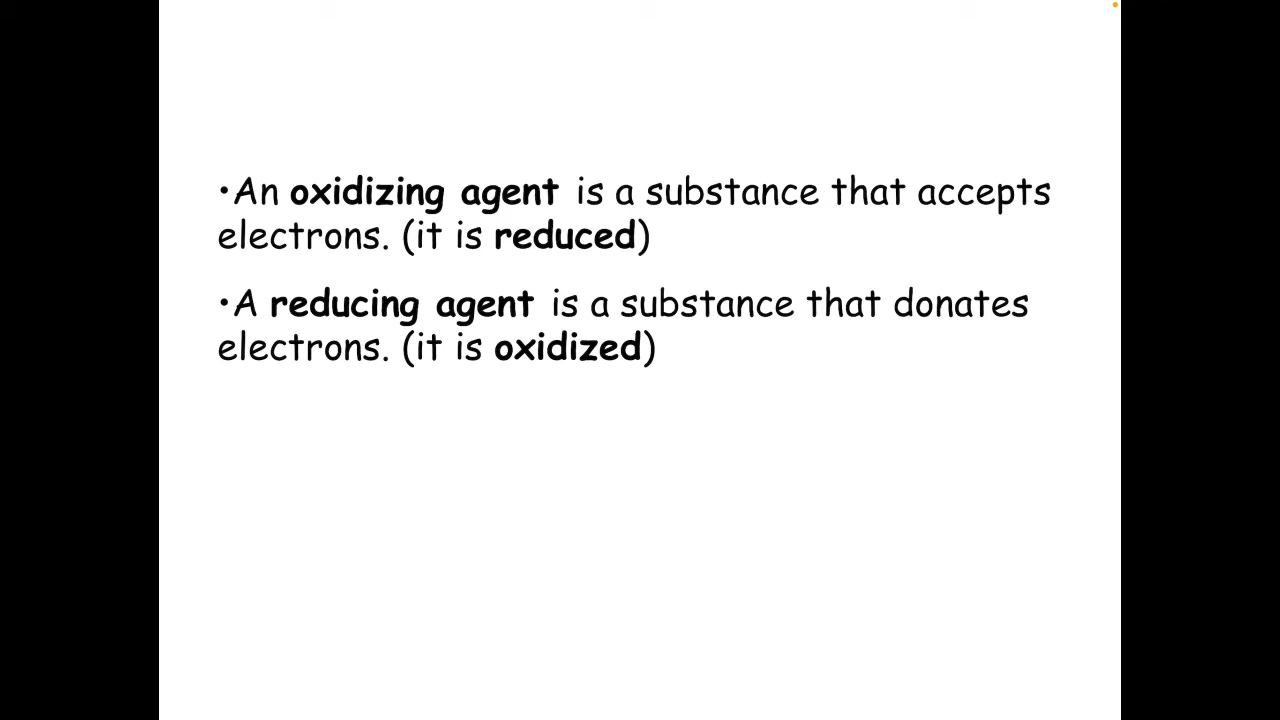 •An oxidizing agent is a substance that accepts
electrons. (it is reduced)
•A reducing agent is a substance that donates
electrons. (it is oxidized)